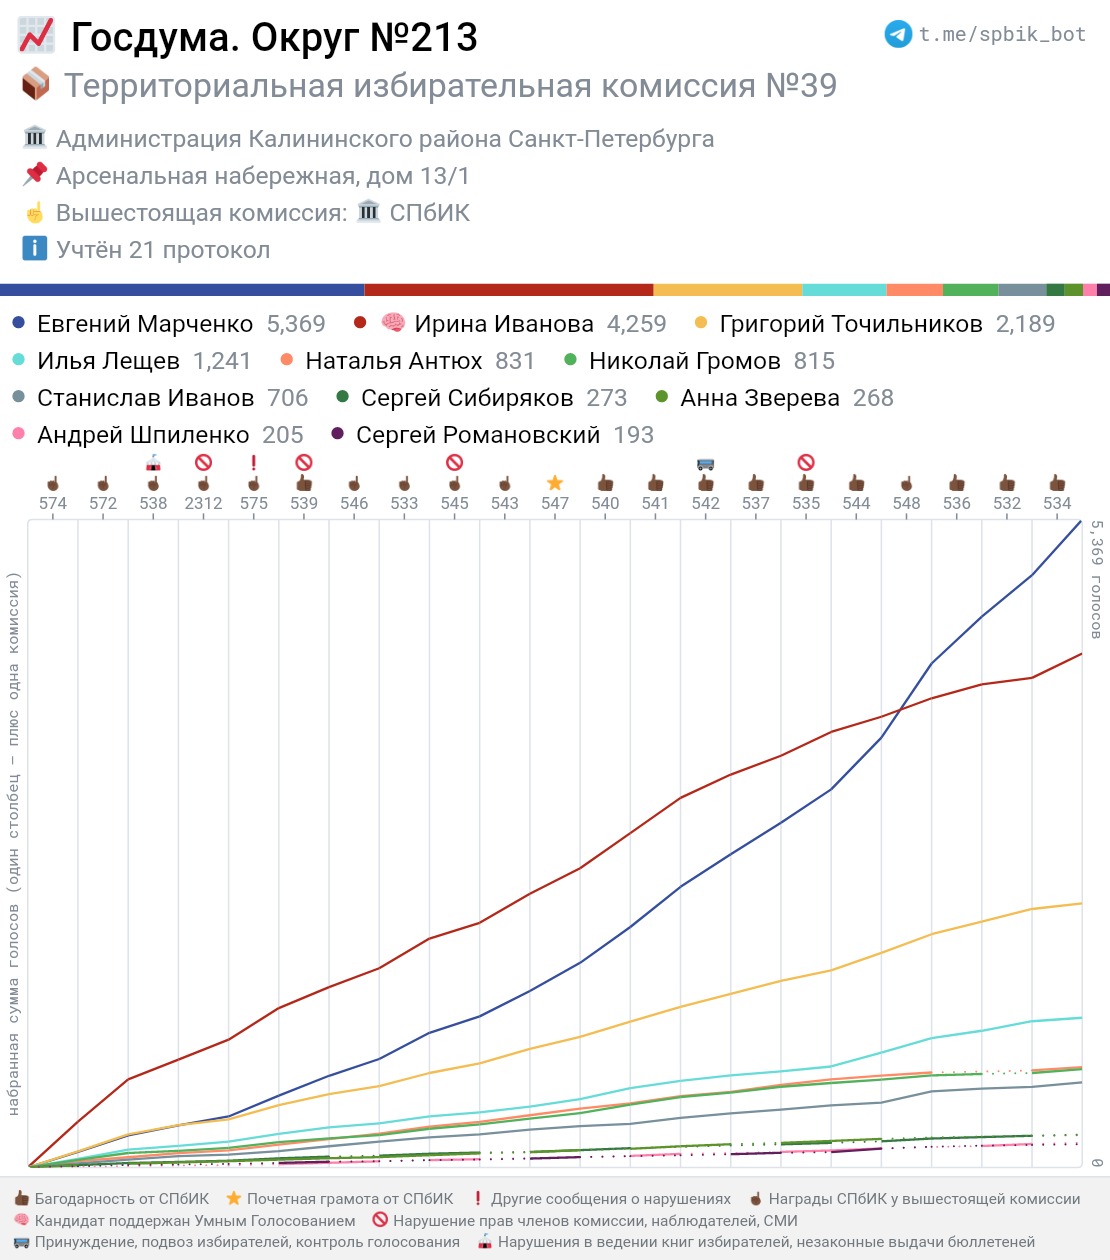 Госдума. Округ №213
t.me/spbik_bot
Территориальная избирательная комиссия №39
Администрация Калининского района Санкт-Петербурга
Арсенальная набережная, дом 13/1
Вышестоящая комиссия: СПбИК
Учтён 21 протокол
Евгений Марченко 5,369 Ирина Иванова 4,259 Григорий Точильников 2,189
Илья Лещев 1,241 Наталья Антюх 831 Николай Громов 815
Станислав Иванов 706 Сергей Сибиряков 273 Анна Зверева 268
Андрей Шпиленко 205 Сергей Романовский 193
574 572 538 2312 575 539 546 533 545 543 547 540 541 542 537 535 544 548 536 532 534
набранная сумма голосов (один столбец — плюс одна комиссия)
5,369 голосов
0
Багодарность от СПбИК Почетная грамота от СПбИК Другие сообщения о нарушениях Награды СПбИК у вышестоящей комиссии
Кандидат поддержан Умным Голосованием Нарушение прав членов комиссии, наблюдателей, СМИ
Принуждение, подвоз избирателей, контроль голосования Нарушения в ведении книг избирателей, незаконные выдачи бюллетеней